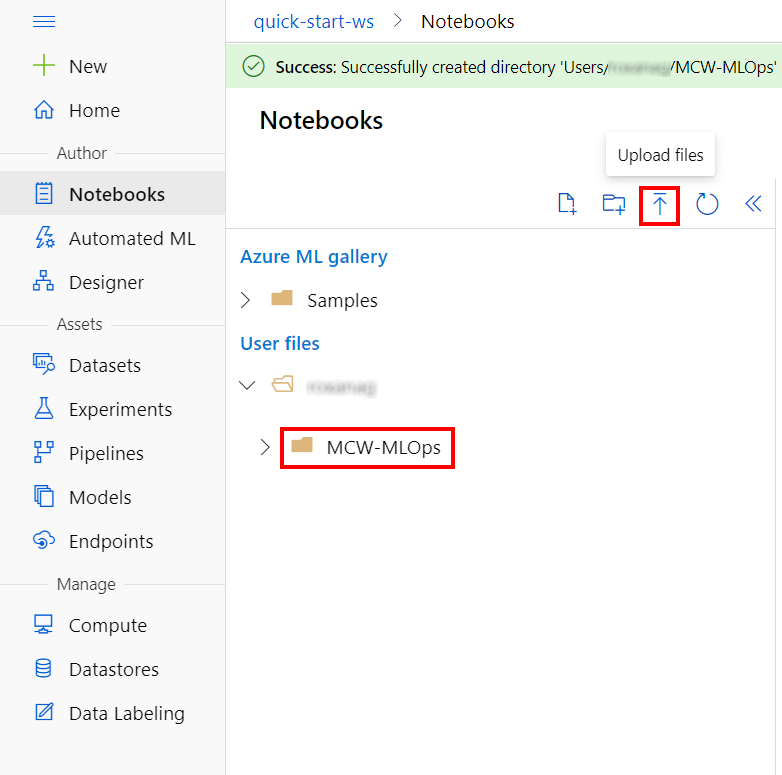 quick-start-ws > Notebooks
Success: Successfully created directory 'Users/ /MCW-MLOps'
New
Home
Author
Notebooks
Automated ML
Designer
Assets
Datasets
Experiments
Pipelines
Models
Endpoints
Manage
Compute
Datastores
Data Labeling
Notebooks
Upload files
Azure ML gallery
Samples
User files
MCW-MLOps